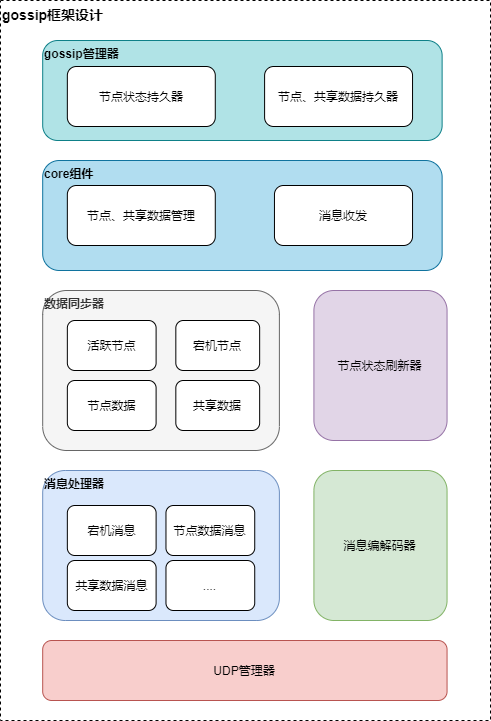 gossip框架设计
gossip管理器
节点状态持久器
节点、共享数据持久器
core组件
节点、共享数据管理
消息收发
数据同步器
活跃节点
宕机节点
节点数据
共享数据
节点状态刷新器
消息处理器
宕机消息
节点数据消息
共享数据消息
....
消息编解码器
UDP管理器